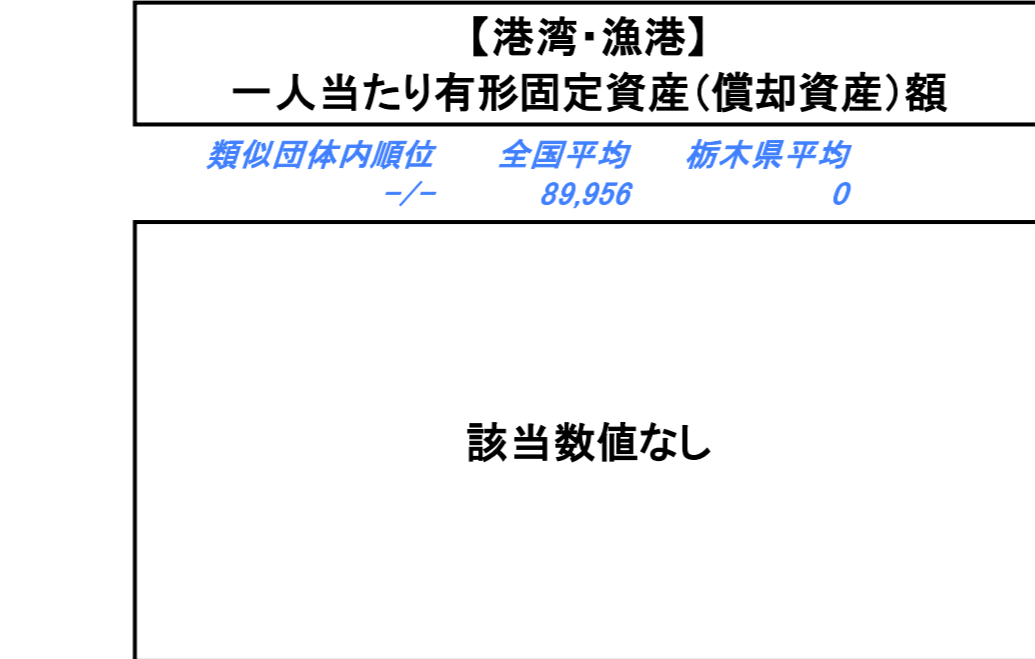 【港湾・漁港】
一人当たり有形固定資産（償却資産）額
類似団体内順位 全国平均 栃木県平均
-/- 89,956 0
該当数値なし